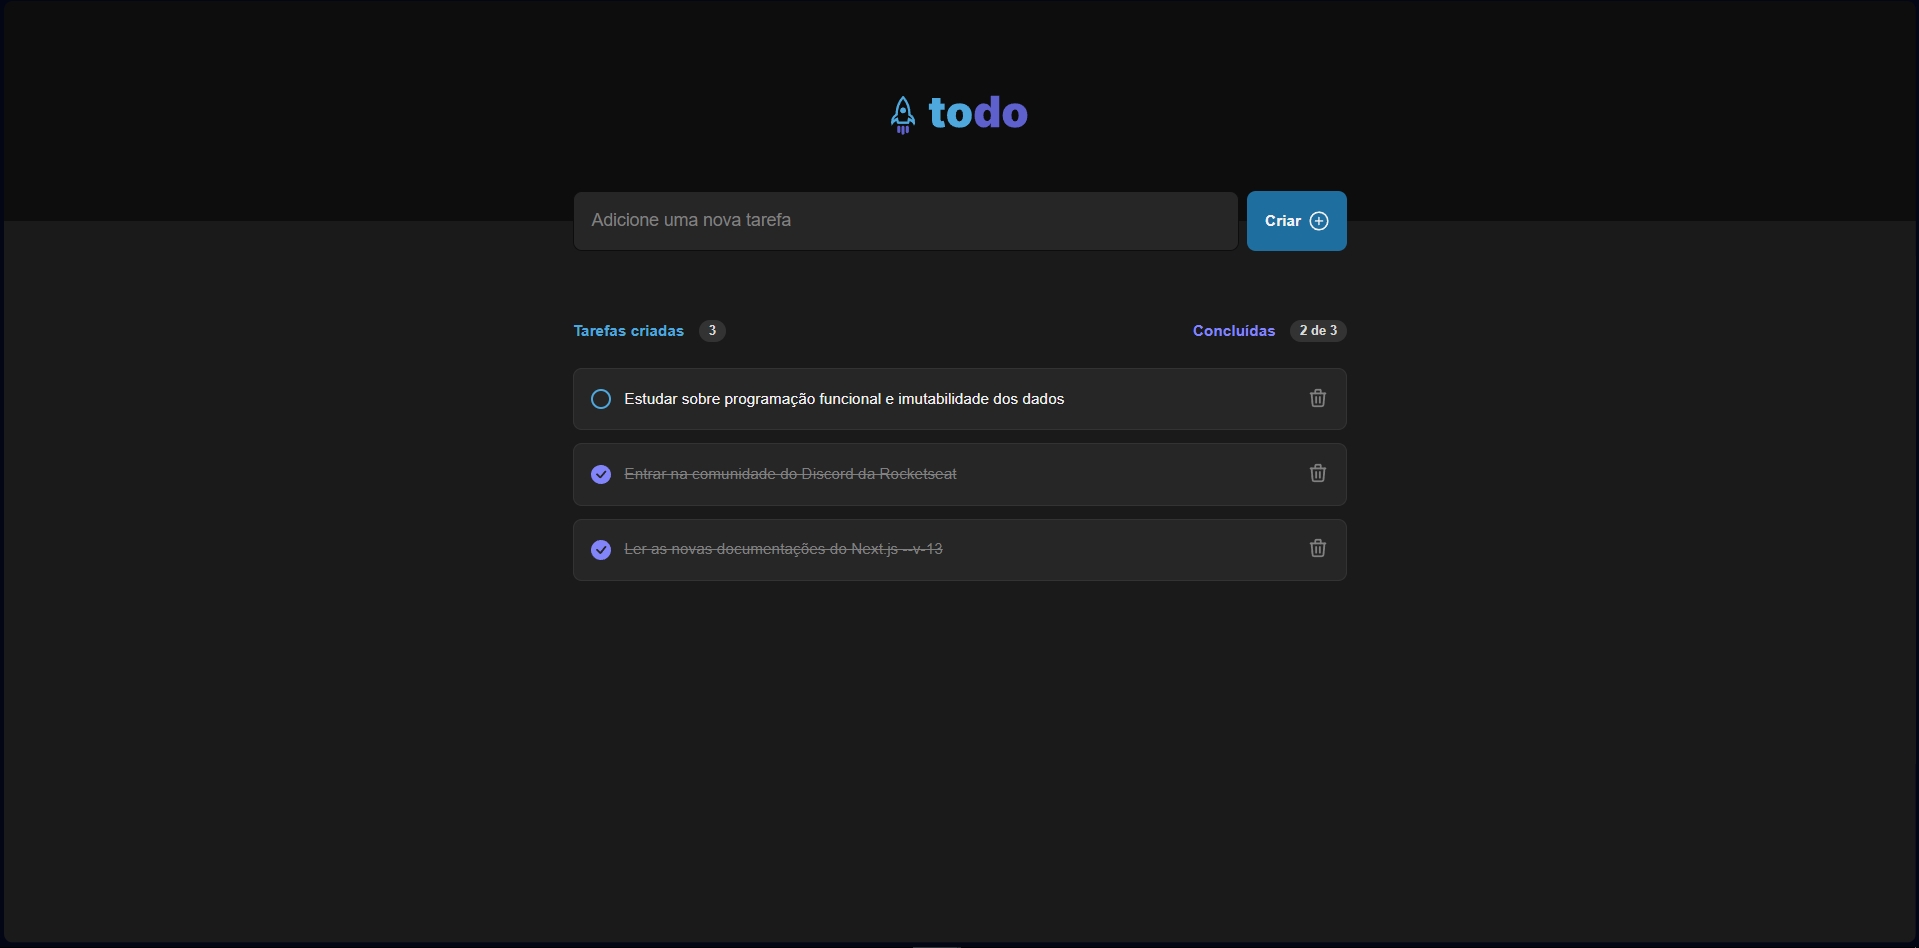 todo
Adicione uma nova tarefa
Criar
Tarefas criadas 3
Concluídas 2 de 3
Estudar sobre programação funcional e imutabilidade dos dados
Entrar na comunidade do Discord da Rocketseat
Ler as novas documentações do Next.js --v-13